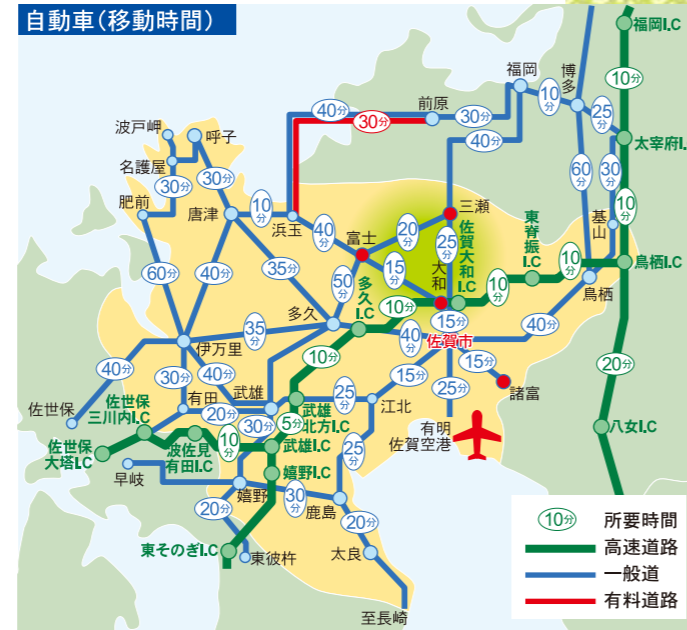 自動車(移動時間)
福岡I.C
10分
博多
福岡
10分
25分
太宰府I.
前原
40分
30分
30分
40分
波戸岬
呼子
名護屋
30分
30分
肥前
唐津
10分
浜玉
60分
30分
10分
基山
三瀬
20分
40分
富士
25分
佐賀大和I.C
東脊振I.C
鳥栖I.C
10分
10分
鳥栖
15分
大和
60分
40分
35分
50分
多久I.C
10分
多久
15分
佐賀市
40分
40分
35分
伊万里
10分
20分
40分
30分
40分
武雄
25分
15分
15分
25分
諸富
佐世保
有田
20分
江北
武雄北方I.C
5分
有明佐賀空港
八女I.C
佐世保三川内I.C
佐世保大塔I.C
波佐見有田I.C
10分
30分
武雄I.C
25分
早岐
嬉野I.C
嬉野
30分
鹿島
20分
20分
東そのぎI.C
東彼杵
太良
至長崎
10分
所要時間
高速道路
一般道
有料道路